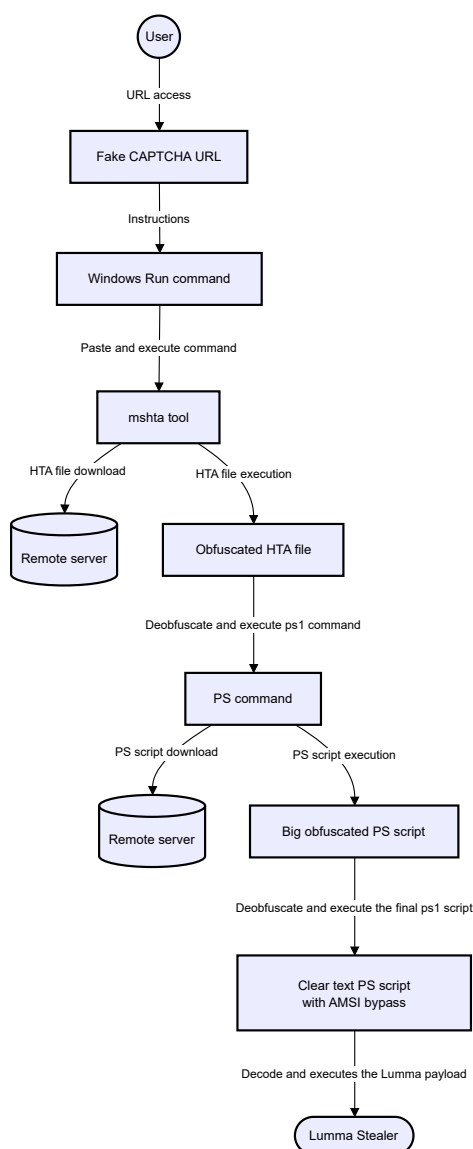 User
URL access
Fake CAPTCHA URL
Instructions
Windows Run command
Paste and execute command
mshta tool
HTA file download
HTA file execution
Remote server
Obfuscated HTA file
Deobfuscate and execute ps1 command
PS command
PS script download
PS script execution
Remote server
Big obfuscated PS script
Deobfuscate and execute the final ps1 script
Clear text PS script
with AMSI bypass
Decode and executes the Lumma payload
Lumma Stealer